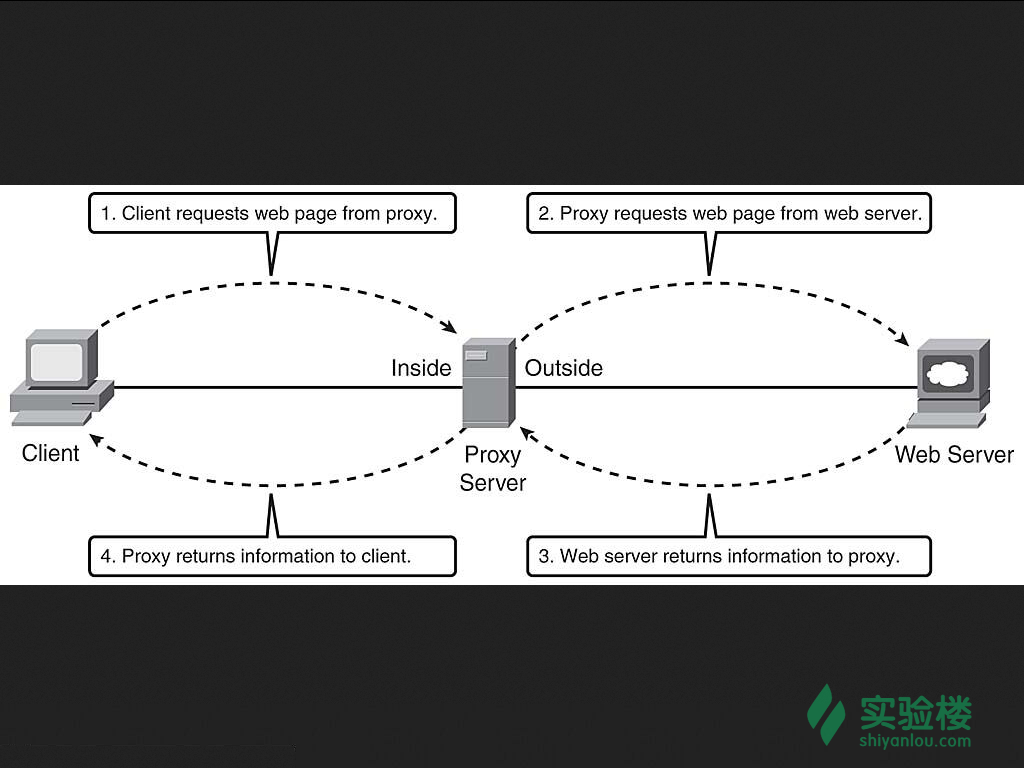 1. Client requests web page from proxy.
2. Proxy requests web page from web server.
Inside
Outside
Client
Proxy
Server
Web Server
4. Proxy returns information to client.
3. Web server returns information to proxy.
实验楼
shiyanlou.com